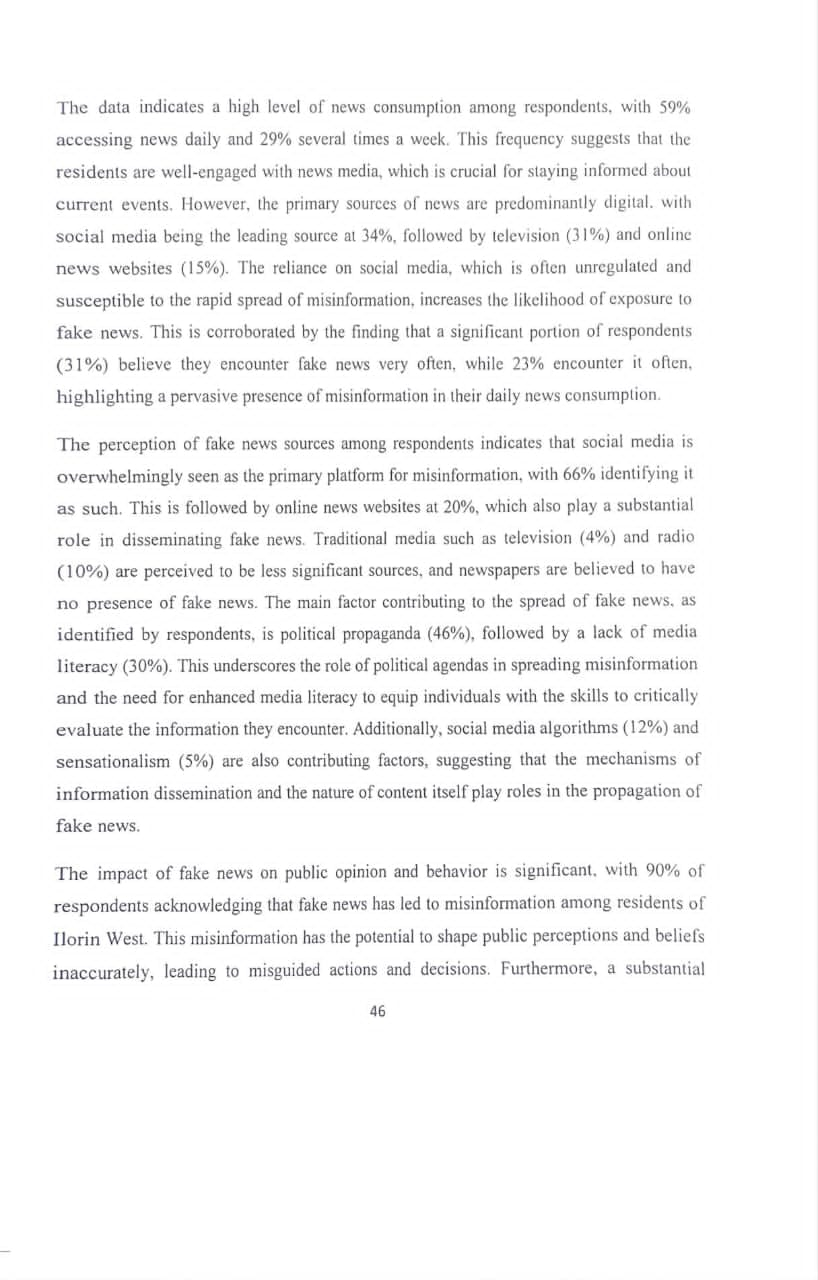 The data indicates a high level of news consumption among respondents, with 59%
accessing news daily and 29% several times a week. This frequency suggests that the
residents are well-engaged with news media, which is crucial for staying informed about
current events. However, the primary sources of news are predominantly digital. with
social media being the leading source at 34%, followed by television (31%) and online
news websites (15%). The reliance on social media, which is often unregulated and
susceptible to the rapid spread of misinformation, increases the likelihood of exposure to
fake news. This is corroborated by the finding that a significant portion of respondents
(31%) believe they encounter fake news very often, while 23% encounter it often,
highlighting a pervasive presence of misinformation in their daily news consumption.
The perception of fake news sources among respondents indicates that social media is
overwhelmingly seen as the primary platform for misinformation, with 66% identifying it
as such. This is followed by online news websites at 20%, which also play a substantial
role in disseminating fake news. Traditional media such as television (4%) and radio
(10%) are perceived to be less significant sources, and newspapers are believed to have
no presence of fake news. The main factor contributing to the spread of fake news, as
identified by respondents, is political propaganda (46%), followed by a lack of media
literacy (30%). This underscores the role of political agendas in spreading misinformation
and the need for enhanced media literacy to equip individuals with the skills to critically
evaluate the information they encounter. Additionally, social media algorithms (12%) and
sensationalism (5%) are also contributing factors, suggesting that the mechanisms of
information dissemination and the nature of content itself play roles in the propagation of
fake news.
The impact of fake news on public opinion and behavior is significant, with 90% of
respondents acknowledging that fake news has led to misinformation among residents of
Ilorin West. This misinformation has the potential to shape public perceptions and beliefs
inaccurately, leading to misguided actions and decisions. Furthermore, a substantial
46